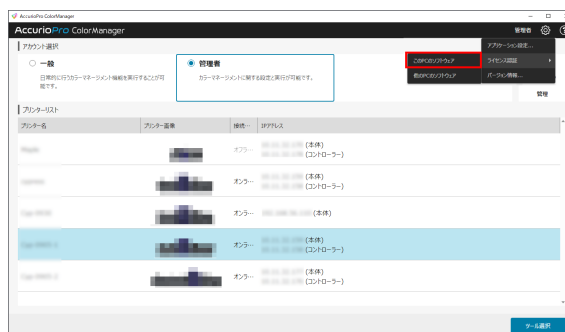 AccurioPro ColorManager
AccurioPro ColorManager
管理者
アカウント選択
アプリケーション設定...
一般
管理者
このPCのソフトウェア
ライセンス認証
日常的に行うカラーマネージメント機能を実行することが可能です。
カラーマネージメントに関する設定と実行が可能です。
他のPCのソフトウェア
バージョン情報...
管理
プリンターリスト
プリンター名
プリンター画像
接続…
IPアドレス
オフラ…
(本体)
(コントローラー)
オンラ…
(本体)
(コントローラー)
オンラ…
(本体)
オンラ…
(本体)
(コントローラー)
オンラ…
(本体)
(コントローラー)
ツール選択